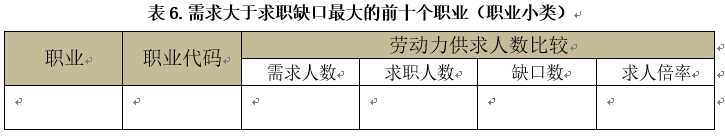 表 6. 需求大于求职缺口最大的前十个职业（职业小类）
职业 职业代码 劳动力供求人数比较
需求人数 求职人数 缺口数 求人倍率